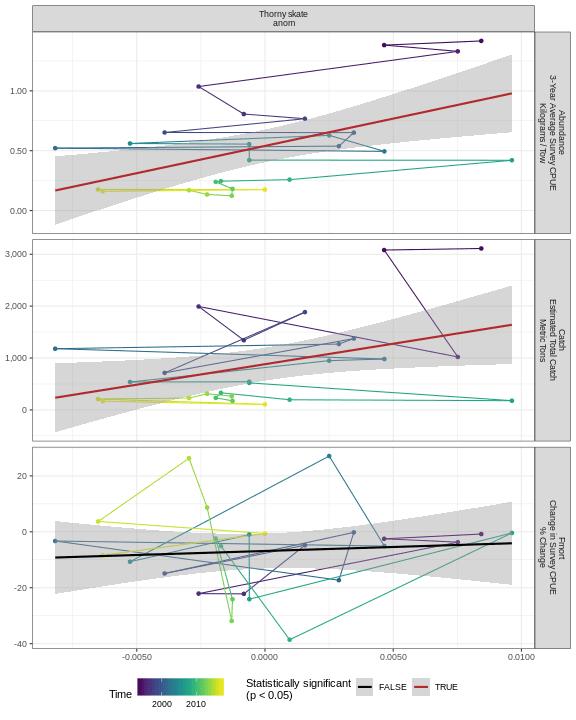 Thorny skate
anom
1.00
0.50
0.00
Abundance
3-Year Average Survey CPUE
Kilograms / Tow
3,000
2,000
1,000
0
Catch
Estimated Total Catch
Metric Tons
20
0
-20
-40
Fmort
Change in Survey CPUE
% Change
-0.0050
0.0000
0.0050
0.0100
Time
2000
2010
Statistically significant
(p < 0.05)
FALSE
TRUE